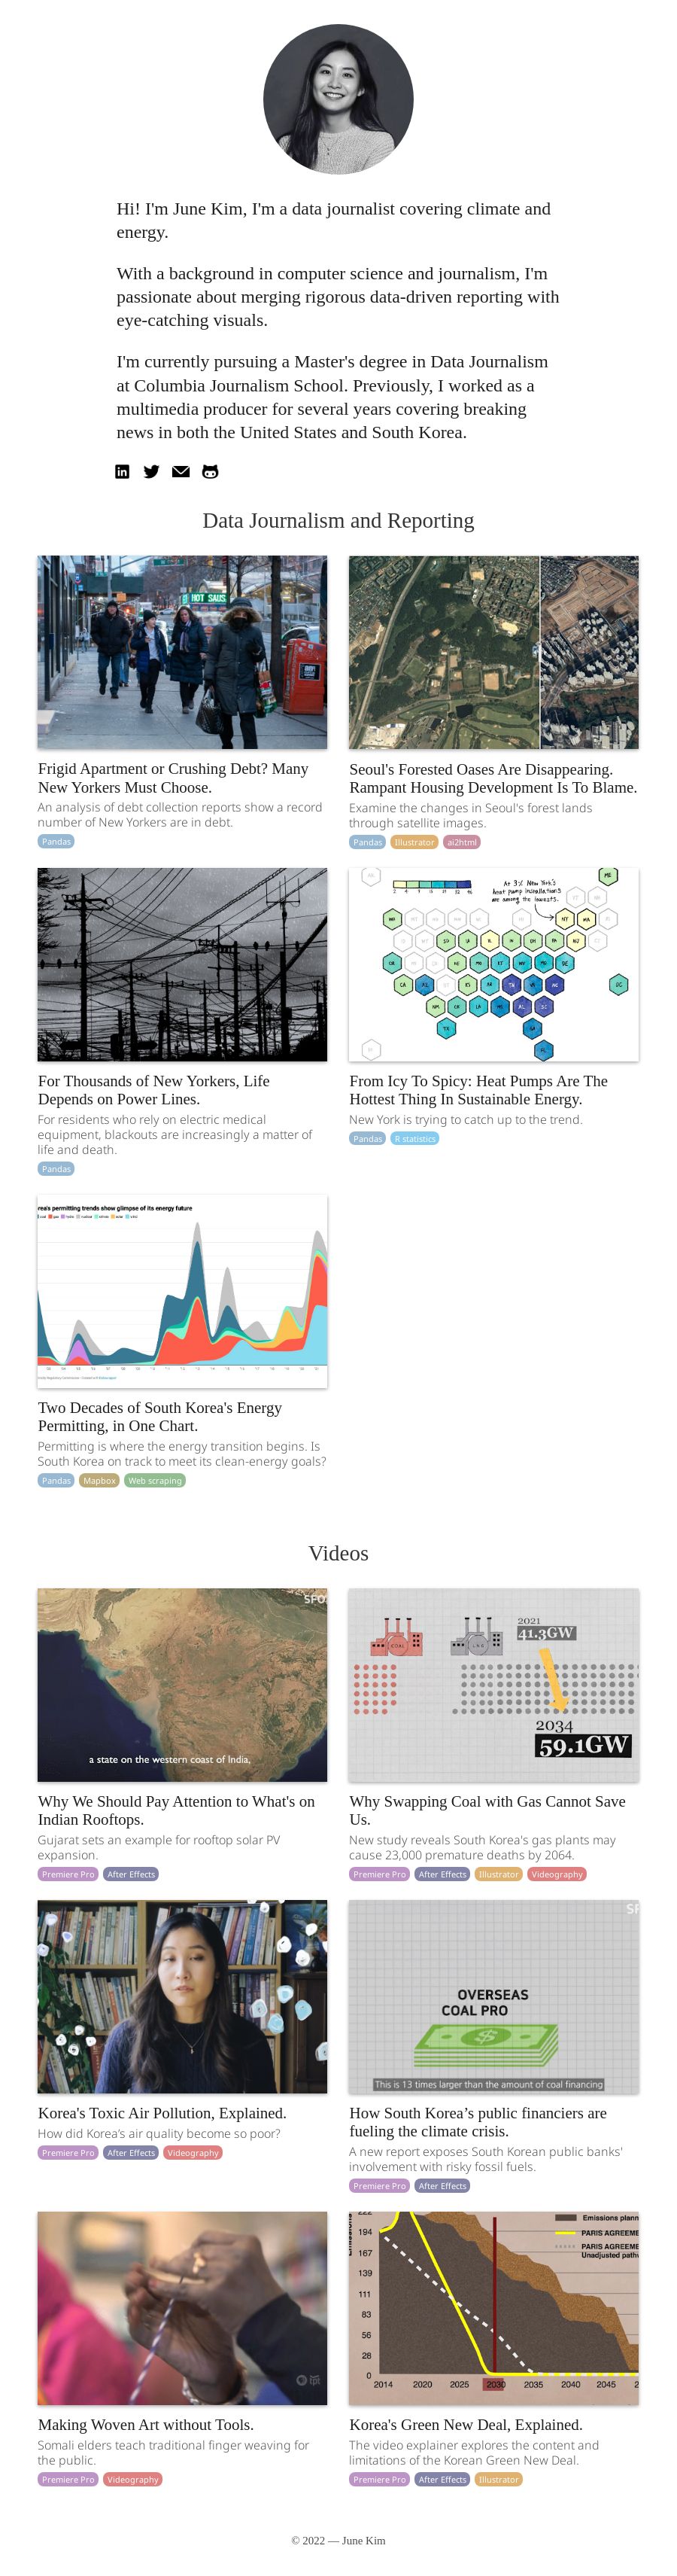 Hi! I'm June Kim, I'm a data journalist covering climate and
energy.
With a background in computer science and journalism, I'm
passionate about merging rigorous data-driven reporting with
eye-catching visuals.
I'm currently pursuing a Master's degree in Data Journalism
at Columbia Journalism School. Previously, I worked as a
multimedia producer for several years covering breaking
news in both the United States and South Korea.
Data Journalism and Reporting
HOT SAUS
Frigid Apartment or Crushing Debt? Many
New Yorkers Must Choose.
An analysis of debt collection reports show a record
number of New Yorkers are in debt.
Pandas
Seoul's Forested Oases Are Disappearing.
Rampant Housing Development Is To Blame.
Examine the changes in Seoul's forest lands
through satellite images.
Pandas Illustrator ai2html
For Thousands of New Yorkers, Life
Depends on Power Lines.
For residents who rely on electric medical
equipment, blackouts are increasingly a matter of
life and death.
Pandas
At 3% New York's
heat pump installations
are among the lowests.
ME
From Icy To Spicy: Heat Pumps Are The
Hottest Thing In Sustainable Energy.
New York is trying to catch up to the trend.
Pandas R statistics
rea's permitting trends show glimpse of its energy future
Two Decades of South Korea's Energy
Permitting, in One Chart.
Permitting is where the energy transition begins. Is
South Korea on track to meet its clean-energy goals?
Pandas Mapbox Web scraping
Videos
SFO
a state on the western coast of India,
Why We Should Pay Attention to What's on
Indian Rooftops.
Gujarat sets an example for rooftop solar PV
expansion.
Premiere Pro After Effects
COAL
LNG
2021
41.3GW
2034
59.1GW
Why Swapping Coal with Gas Cannot Save
Us.
New study reveals South Korea's gas plants may
cause 23,000 premature deaths by 2064.
Premiere Pro After Effects Illustrator Videography
Korea's Toxic Air Pollution, Explained.
How did Korea's air quality become so poor?
Premiere Pro After Effects Videography
SF
OVERSEAS
COAL PRO
This is 13 times larger than the amount of coal financing
How South Korea’s public financiers are
fueling the climate crisis.
A new report exposes South Korean public banks'
involvement with risky fossil fuels.
Premiere Pro After Effects
Making Woven Art without Tools.
Somali elders teach traditional finger weaving for
the public.
Premiere Pro Videography
Emissions plann
PARIS AGREEME
PARIS AGREEME
Unadjusted pathw
222
194
167
139
111
83
56
28
0
2014 2020 2025 2030 2035 2040 2045 2
Korea's Green New Deal, Explained.
The video explainer explores the content and
limitations of the Korean Green New Deal.
Premiere Pro After Effects Illustrator
© 2022 — June Kim